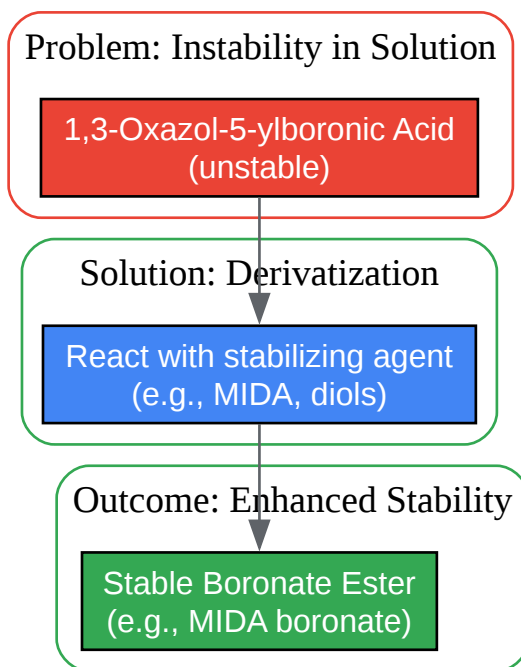 Problem: Instability in Solution
1,3-Oxazol-5-ylboronic Acid
(unstable)
Solution: Derivatization
React with stabilizing agent
(e.g., MIDA, diols)
Outcome: Enhanced Stability
Stable Boronate Ester
(e.g., MIDA boronate)